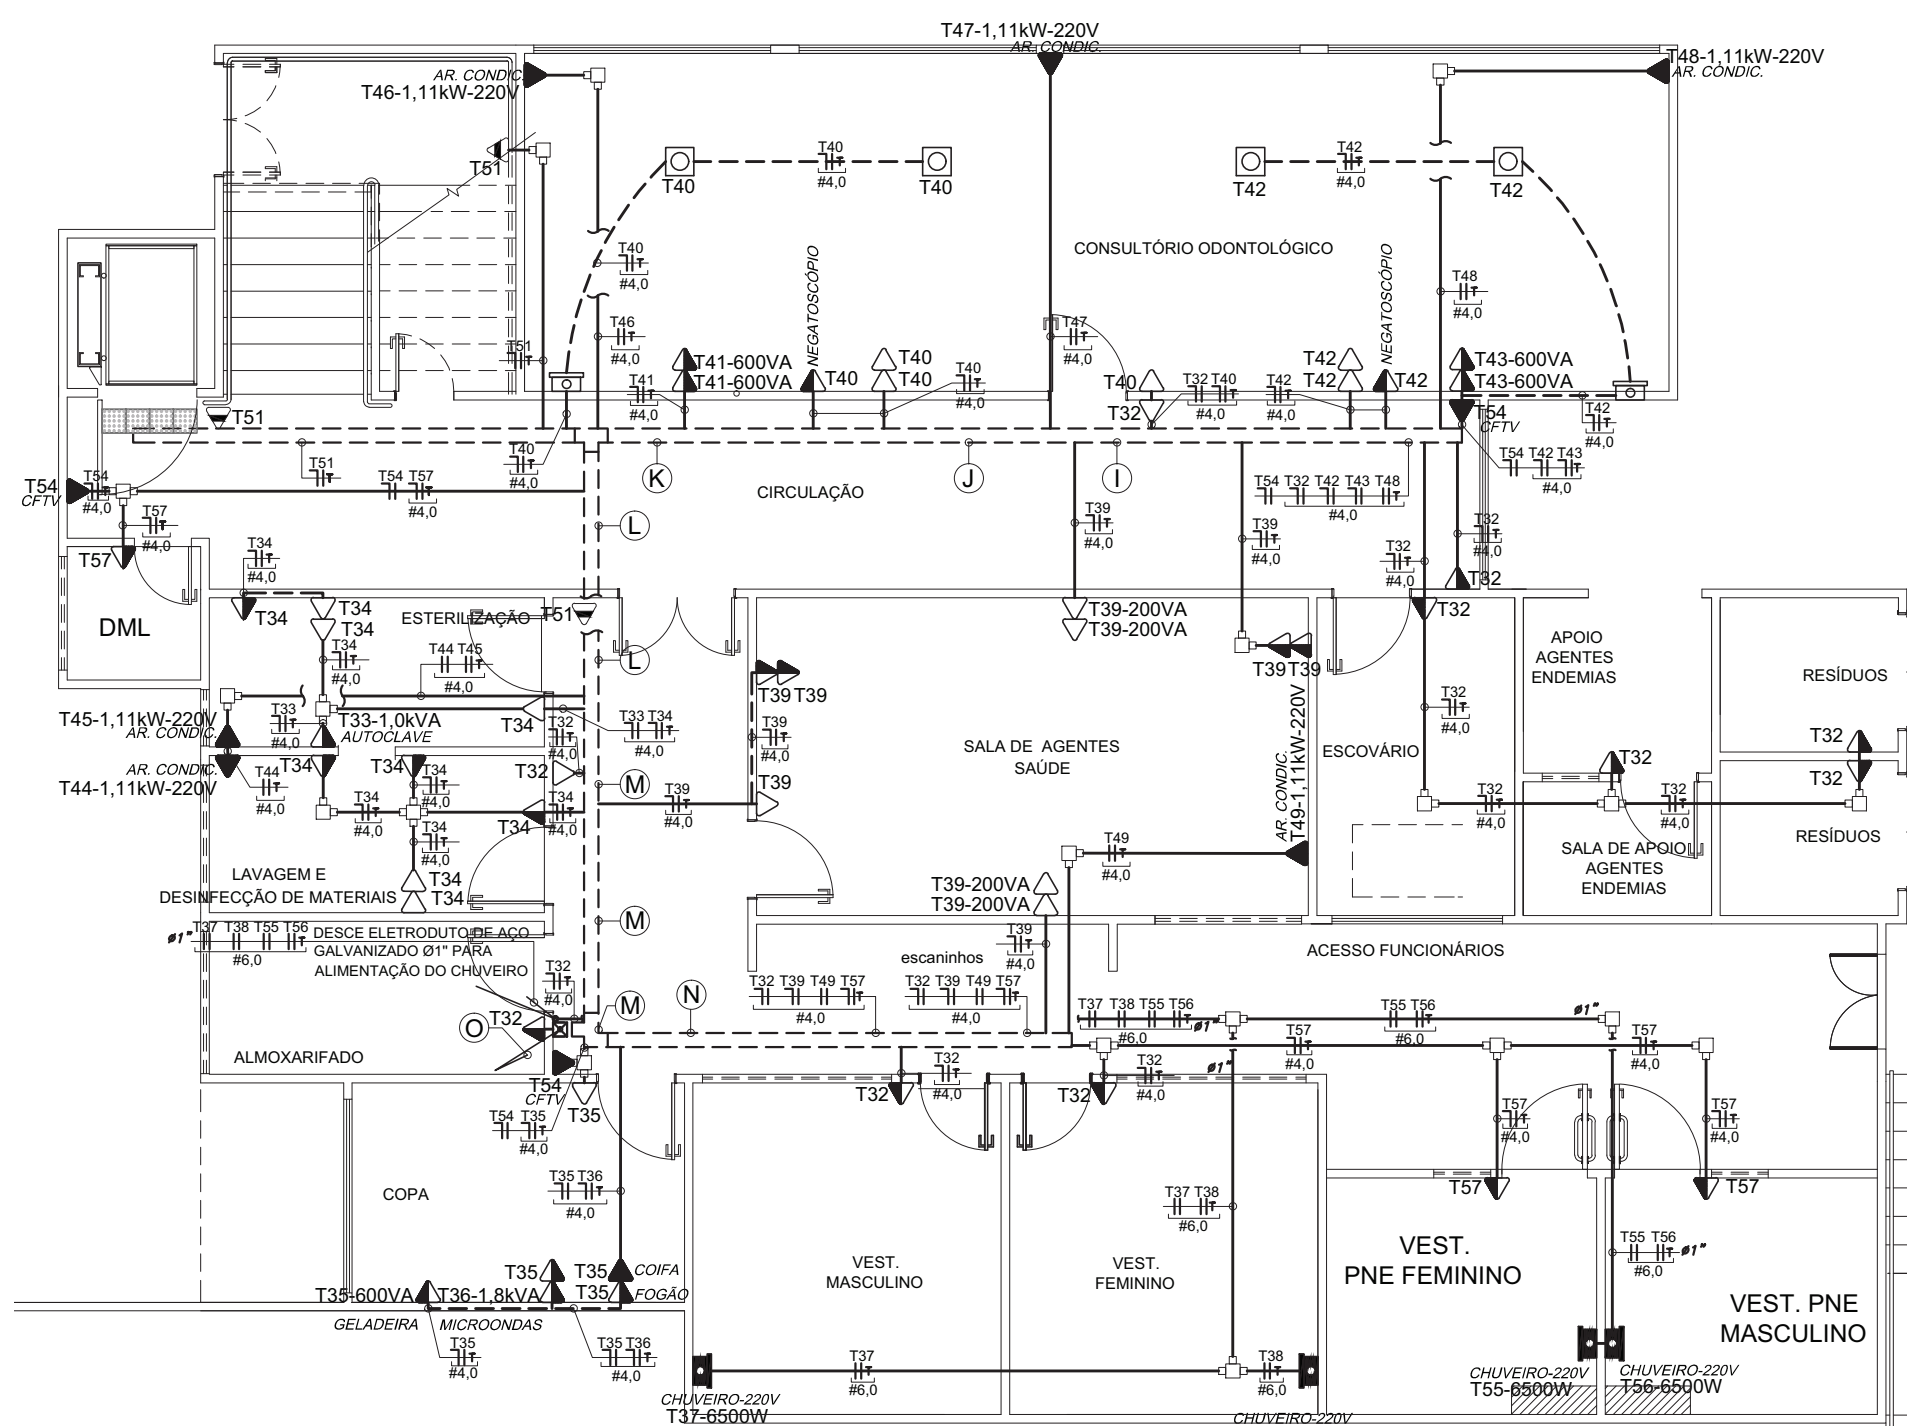 T47-1,11kW-220V
AR. CONDIC.
AR. CONDIC.
T46-1,11kW-220V
T48-1,11kW-220V
AR. CONDIC.
T51
T40
#4,0
T40
T40
T42
#4,0
T42
T42
CONSULTÓRIO ODONTOLÓGICO
T40
#4,0
NEGATOSCÓPIO
NEGATOSCÓPIO
T48
#4,0
T46
#4,0
T47
#4,0
T51
T41
#4,0
T41-600VA
T41-600VA
T40
T40
T40
T40
#4,0
T40
T32
T32 T40
#4,0
T42
#4,0
T42
T42
T42
T43-600VA
T43-600VA
T54
CFTV
T42
#4,0
T51
T40
#4,0
T51
T54 T57
#4,0
K
J
I
T54 T42 T43
#4,0
T54
CFTV
T54
#4,0
CIRCULAÇÃO
T54 T32 T42 T43 T48
#4,0
T57
#4,0
L
T39
#4,0
T39
#4,0
T32
#4,0
T32
#4,0
T57
T34
#4,0
T32
DML
T34
T34
T34
ESTERILIZAÇÃO
T51
T39-200VA
T39-200VA
T32
APOIO
AGENTES
ENDEMIAS
T34
#4,0
T44 T45
#4,0
L
T39 T39
T39 T39
RESÍDUOS
T45-1,11kW-220V
AR. CONDIC.
T33
#4,0
T33-1,0kVA
AUTOCLAVE
T34
T32
#4,0
T33 T34
#4,0
T39
#4,0
T32
#4,0
SALA DE AGENTES
SAÚDE
AR. CONDIC.
T49-1,11kW-220V
ESCOVÁRIO
T32
T32
T32
AR. CONDIC.
T44-1,11kW-220V
T44
#4,0
T34
T34
T34
#4,0
T32
M
T39
T39
#4,0
T34
#4,0
T34
T34
#4,0
T32
#4,0
T32
#4,0
T34
#4,0
RESÍDUOS
T49
#4,0
SALA DE APOIO
AGENTES
ENDEMIAS
LAVAGEM E
DESINFECÇÃO DE MATERIAIS
T34
T34
T39-200VA
T39-200VA
M
ø1"
T37 T38 T55 T56
#6,0
DESCE ELETRODUTO DE AÇO
GALVANIZADO Ø1" PARA
ALIMENTAÇÃO DO CHUVEIRO
T39
#4,0
ACESSO FUNCIONÁRIOS
escaninhos
T32
#4,0
T32 T39 T49 T57
#4,0
T32 T39 T49 T57
#4,0
M
N
T37 T38 T55 T56
#6,0
ø1"
T55 T56
#6,0
ø1"
O
T32
T57
#4,0
T57
#4,0
ALMOXARIFADO
ø1"
T54
CFTV
T35
T32
#4,0
T32
T32
#4,0
T32
T54 T35
#4,0
T57
#4,0
T57
#4,0
COPA
T35 T36
#4,0
T37 T38
#6,0
T57
T57
T35
T35
COIFA
T35
FOGÃO
VEST.
MASCULINO
VEST.
FEMININO
VEST.
PNE FEMININO
T55 T56
#6,0
ø1"
T35-600VA
T36-1,8kVA
GELADEIRA
MICROONDAS
VEST. PNE
MASCULINO
T35
#4,0
T35 T36
#4,0
T37
#6,0
T38
#6,0
CHUVEIRO-220V
T37-6500W
CHUVEIRO-220V
CHUVEIRO-220V
T55-6500W
CHUVEIRO-220V
T56-6500W